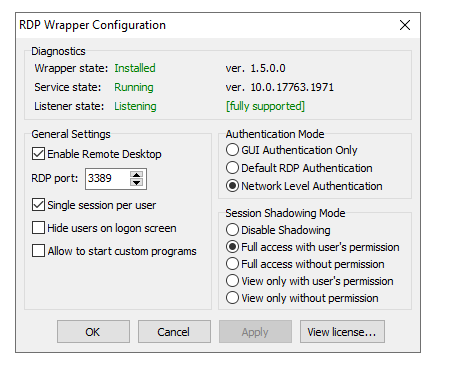 RDP Wrapper Configuration
Diagnostics
Wrapper state: Installed ver. 1.5.0.0
Service state: Running ver. 10.0.17763.1971
Listener state: Listening [fully supported]
General Settings
Enable Remote Desktop
RDP port: 3389
Single session per user
Hide users on logon screen
Allow to start custom programs
Authentication Mode
GUI Authentication Only
Default RDP Authentication
Network Level Authentication
Session Shadowing Mode
Disable Shadowing
Full access with user's permission
Full access without permission
View only with user's permission
View only without permission
OK Cancel Apply View license...